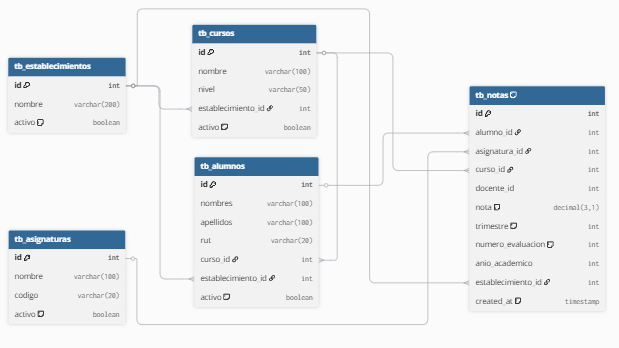 tb_establecimientos
id int
nombre varchar(200)
activo boolean
tb_cursos
id int
nombre varchar(100)
nivel varchar(50)
establecimiento_id int
activo boolean
tb_alumnos
id int
nombres varchar(100)
apellidos varchar(100)
rut varchar(20)
curso_id int
establecimiento_id int
activo boolean
tb_asignaturas
id int
nombre varchar(100)
codigo varchar(20)
activo boolean
tb_notas
id int
alumno_id int
asignatura_id int
curso_id int
docente_id int
nota decimal(3,1)
trimestre int
numero_evaluacion int
anio_academico int
establecimiento_id int
created_at timestamp